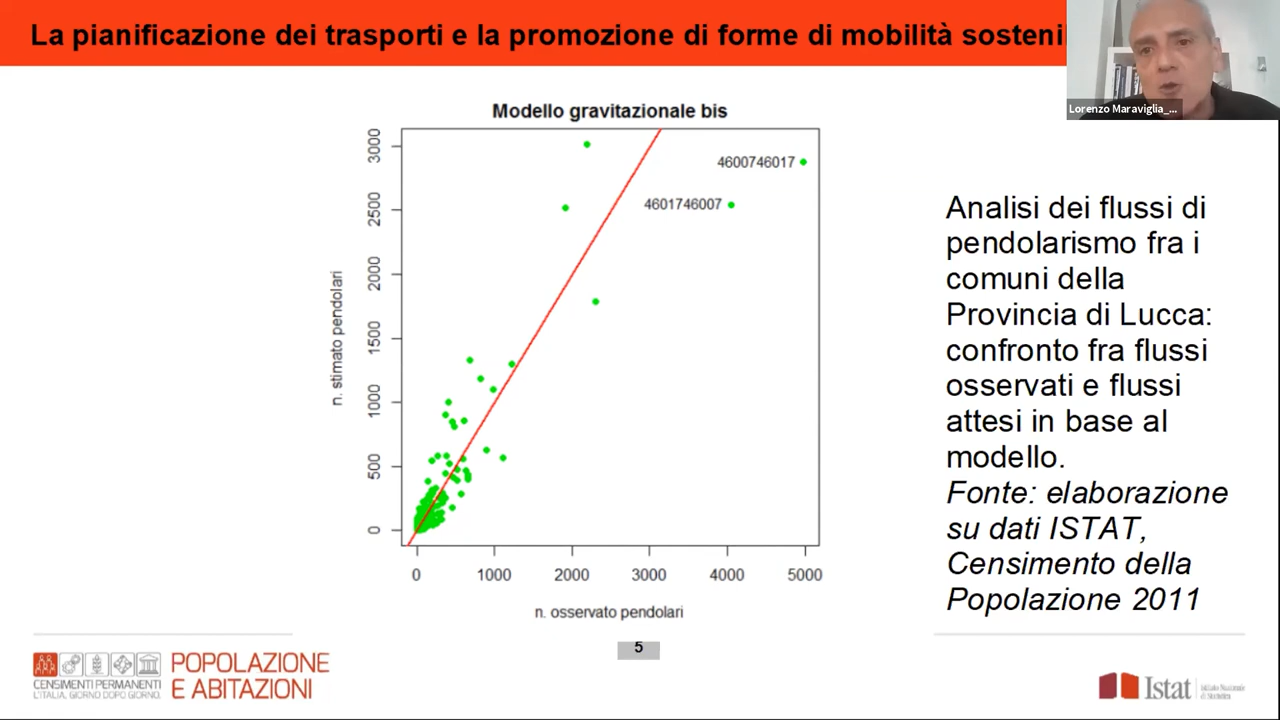 La pianificazione dei trasporti e la promozione di forme di mobilità sosteni
Lorenzo Maraviglia_...
Modello gravitazionale bis
3000
2500
2000
1500
1000
500
0
n. stimato pendolari
4600746017
4601746007
0 1000 2000 3000 4000 5000
n. osservato pendolari
Analisi dei flussi di
pendolarismo fra i
comuni della
Provincia di Lucca:
confronto fra flussi
osservati e flussi
attesi in base al
modello.
Fonte: elaborazione
su dati ISTAT,
Censimento della
Popolazione 2011
5
CENSIMENTI PERMANENTI
L'ITALIA, GIORNO DOPO GIORNO.
POPOLAZIONE
E ABITAZIONI
Istat
Istituto Nazionale
di Statistica